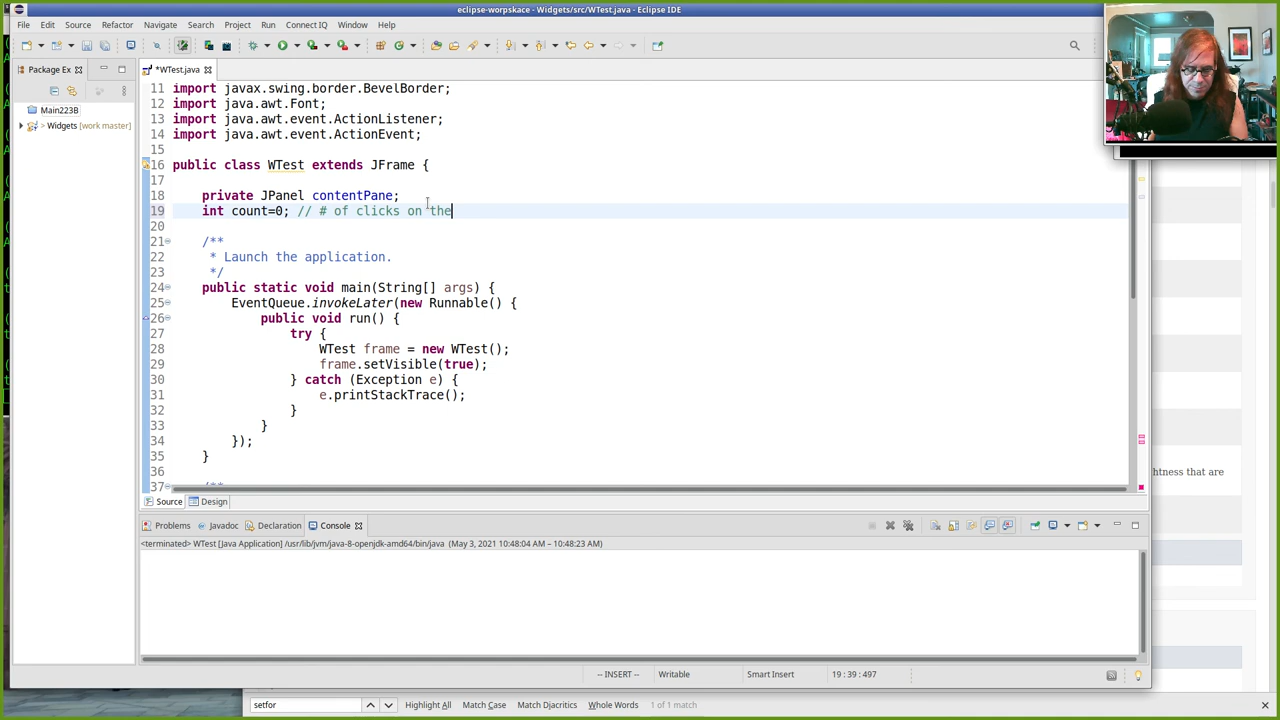 eclipse-worpskace - Widgets/src/WTest.java - Eclipse IDE
File Edit Source Refactor Navigate Search Project Run Connect IQ Window Help
Package Ex
*WTest.java
Main223B
> Widgets [work master]
11 import javax.swing.border.BevelBorder;
12 import java.awt.Font;
13 import java.awt.event.ActionListener;
14 import java.awt.event.ActionEvent;
15
16 public class WTest extends JFrame {
17
18 private JPanel contentPane;
19 int count=0; // # of clicks on the
20
21 /**
22 * Launch the application.
23 */
24 public static void main(String[] args) {
25 EventQueue.invokeLater(new Runnable() {
26 public void run() {
27 try {
28 WTest frame = new WTest();
29 frame.setVisible(true);
30 } catch (Exception e) {
31 e.printStackTrace();
32 }
33 }
34 });
35 }
36
37 /**
Source Design
Problems Javadoc Declaration Console
<terminated> WTest [Java Application] /usr/lib/jvm/java-8-openjdk-amd64/bin/java (May 3, 2021 10:48:04 AM – 10:48:23 AM)
-- INSERT -- Writable Smart Insert 19 : 39 : 497
htness that are
setfor Highlight All Match Case Match Diacritics Whole Words 1 of 1 match